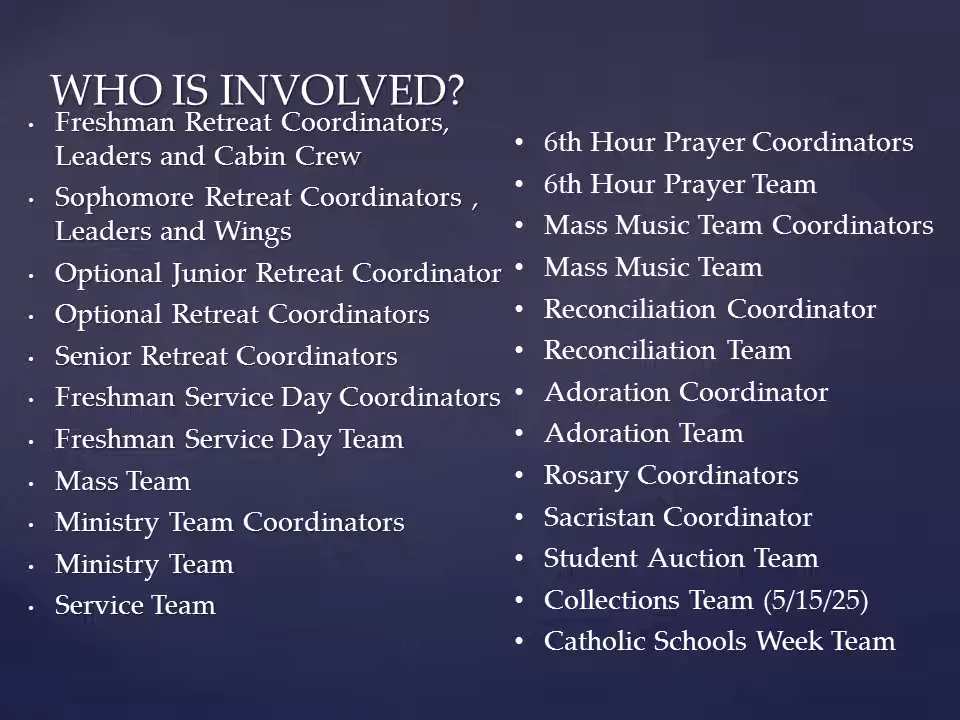 WHO IS INVOLVED?
• Freshman Retreat Coordinators,
Leaders and Cabin Crew
• Sophomore Retreat Coordinators ,
Leaders and Wings
• Optional Junior Retreat Coordinator
• Optional Retreat Coordinators
• Senior Retreat Coordinators
• Freshman Service Day Coordinators
• Freshman Service Day Team
• Mass Team
• Ministry Team Coordinators
• Ministry Team
• Service Team
• 6th Hour Prayer Coordinators
• 6th Hour Prayer Team
• Mass Music Team Coordinators
• Mass Music Team
• Reconciliation Coordinator
• Reconciliation Team
• Adoration Coordinator
• Adoration Team
• Rosary Coordinators
• Sacristan Coordinator
• Student Auction Team
• Collections Team (5/15/25)
• Catholic Schools Week Team